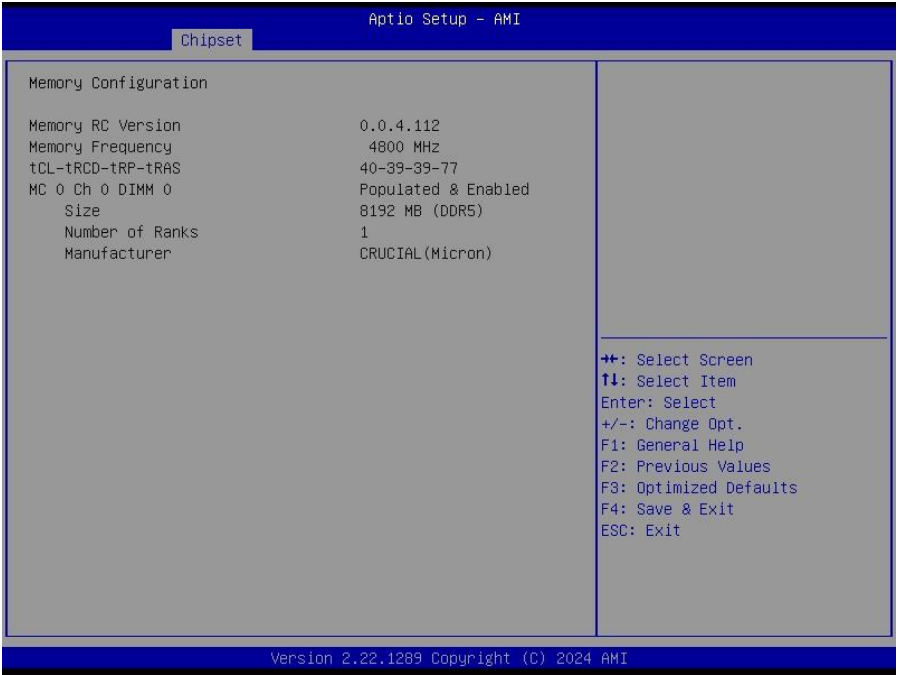 Aptio Setup - AMI
Chipset
Memory Configuration
Memory RC Version 0.0.4.112
Memory Frequency 4800 MHz
tCL-tRCD-tRP-tRAS 40-39-39-77
MC 0 Ch 0 DIMM 0 Populated & Enabled
Size 8192 MB (DDR5)
Number of Ranks 1
Manufacturer CRUCIAL(Micron)
→←: Select Screen
↑↓: Select Item
Enter: Select
+/-: Change Opt.
F1: General Help
F2: Previous Values
F3: Optimized Defaults
F4: Save & Exit
ESC: Exit
Version 2.22.1289 Copyright (C) 2024 AMI